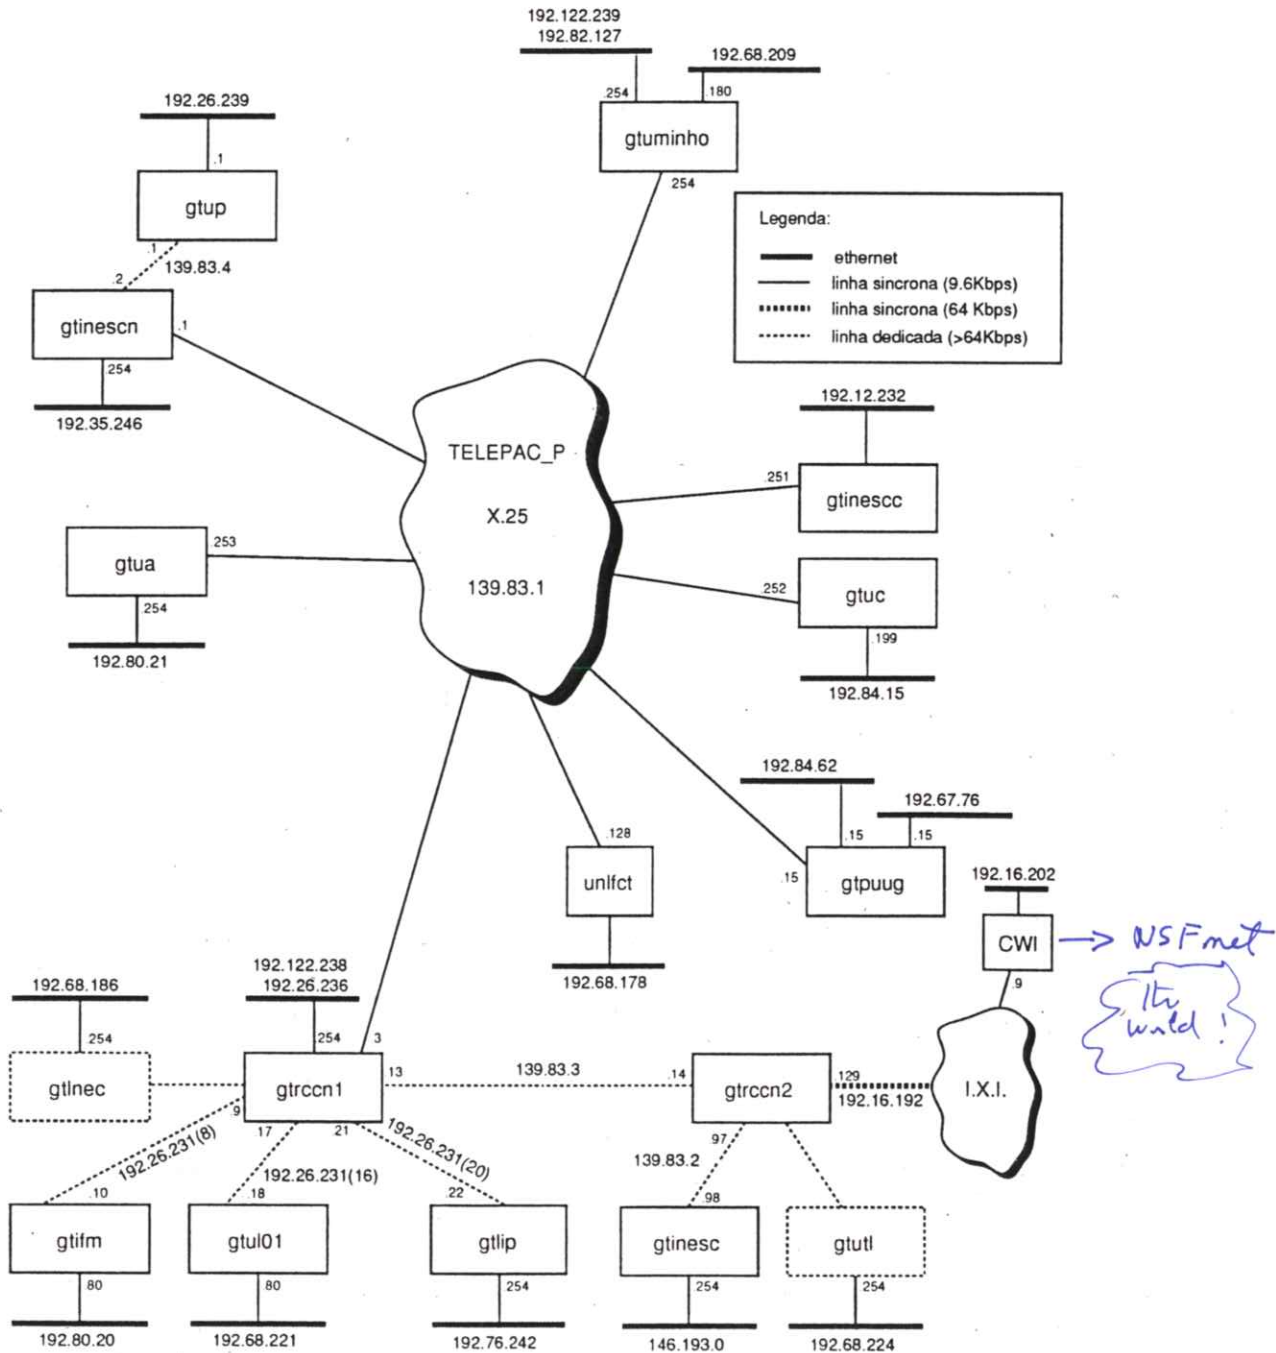 192.122.239
192.82.127
192.68.209
.254
.180
gtuminho
254
192.26.239
.1
gtup
.1
139.83.4
.2
gtinescn
.1
254
192.35.246
Legenda:
ethernet
linha sincrona (9.6Kbps)
linha sincrona (64 Kbps)
linha dedicada (>64Kbps)
TELEPAC_P
X.25
139.83.1
192.12.232
.251
gtinescc
253
gtua
254
192.80.21
.252
gtuc
.199
192.84.15
192.84.62
192.67.76
.15
.15
.15
gtpuug
.128
unlfct
192.68.178
192.16.202
CWI
.9
NSFnet
The
world !
I.X.I.
192.68.186
254
gtlnec
192.122.238
192.26.236
254
3
gtrccn1
13
139.83.3
.14
gtrccn2
129
192.16.192
9
17
21
192.26.231(8)
192.26.231(16)
192.26.231(20)
97
139.83.2
.10
.18
.22
.98
gtifm
gtul01
gtlip
gtinesc
gtutl
80
80
254
254
254
192.80.20
192.68.221
192.76.242
146.193.0
192.68.224